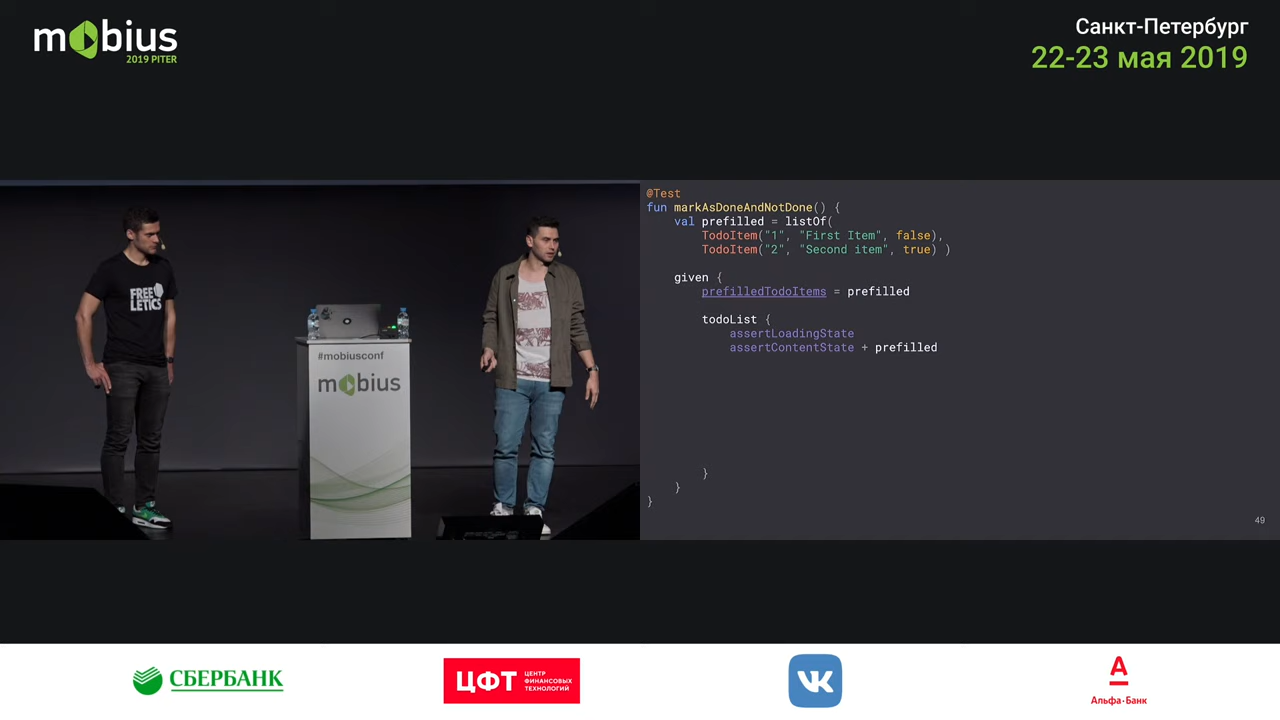 mobius
2019 PITER
Санкт-Петербург
22-23 мая 2019
FREE
LETICS
#mobiusconf
mobius
@Test
fun markAsDoneAndNotDone() {
val prefilled = listOf(
TodoItem("1", "First Item", false),
TodoItem("2", "Second item", true) )
given {
prefilledTodoItems = prefilled
todoList {
assertLoadingState
assertContentState + prefilled
}
}
}
49
СБЕРБАНК
ЦФТ
ЦЕНТР
ФИНАНСОВЫХ
ТЕХНОЛОГИЙ
VK
А
Альфа·Банк